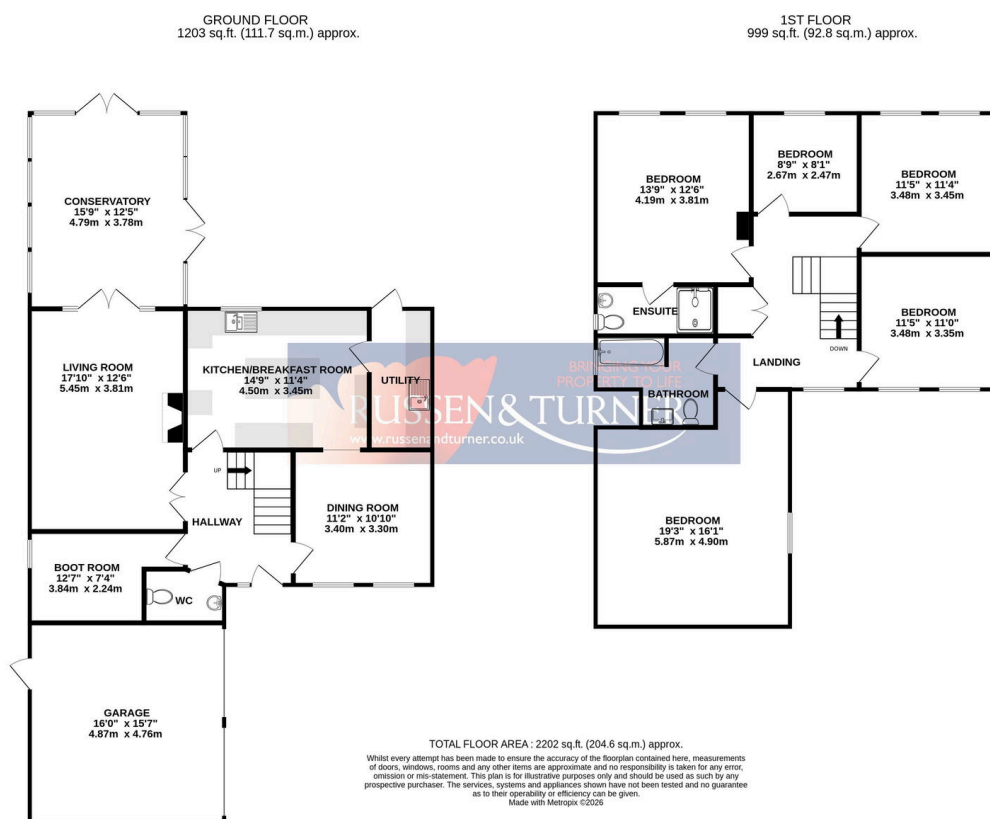 GROUND FLOOR
1203 sq.ft. (111.7 sq.m.) approx.
CONSERVATORY
15'9" x 12'5"
4.79m x 3.78m
LIVING ROOM
17'10" x 12'6"
5.45m x 3.81m
KITCHEN/BREAKFAST ROOM
14'9" x 11'4"
4.50m x 3.45m
UTILITY
UP
HALLWAY
DINING ROOM
11'2" x 10'10"
3.40m x 3.30m
BOOT ROOM
12'7" x 7'4"
3.84m x 2.24m
WC
GARAGE
16'0" x 15'7"
4.87m x 4.76m
1ST FLOOR
999 sq.ft. (92.8 sq.m.) approx.
BEDROOM
13'9" x 12'6"
4.19m x 3.81m
BEDROOM
8'9" x 8'1"
2.67m x 2.47m
BEDROOM
11'5" x 11'4"
3.48m x 3.45m
ENSUITE
BEDROOM
11'5" x 11'0"
3.48m x 3.35m
DOWN
LANDING
BATHROOM
BEDROOM
19'3" x 16'1"
5.87m x 4.90m
BRINGING YOUR
PROPERTY TO LIFE
RUSSEN & TURNER
www.russenandturner.co.uk
TOTAL FLOOR AREA : 2202 sq.ft. (204.6 sq.m.) approx.
Whilst every attempt has been made to ensure the accuracy of the floorplan contained here, measurements
of doors, windows, rooms and any other items are approximate and no responsibility is taken for any error,
omission or mis-statement. This plan is for illustrative purposes only and should be used as such by any
prospective purchaser. The services, systems and appliances shown have not been tested and no guarantee
as to their operability or efficiency can be given.
Made with Metropix ©2026